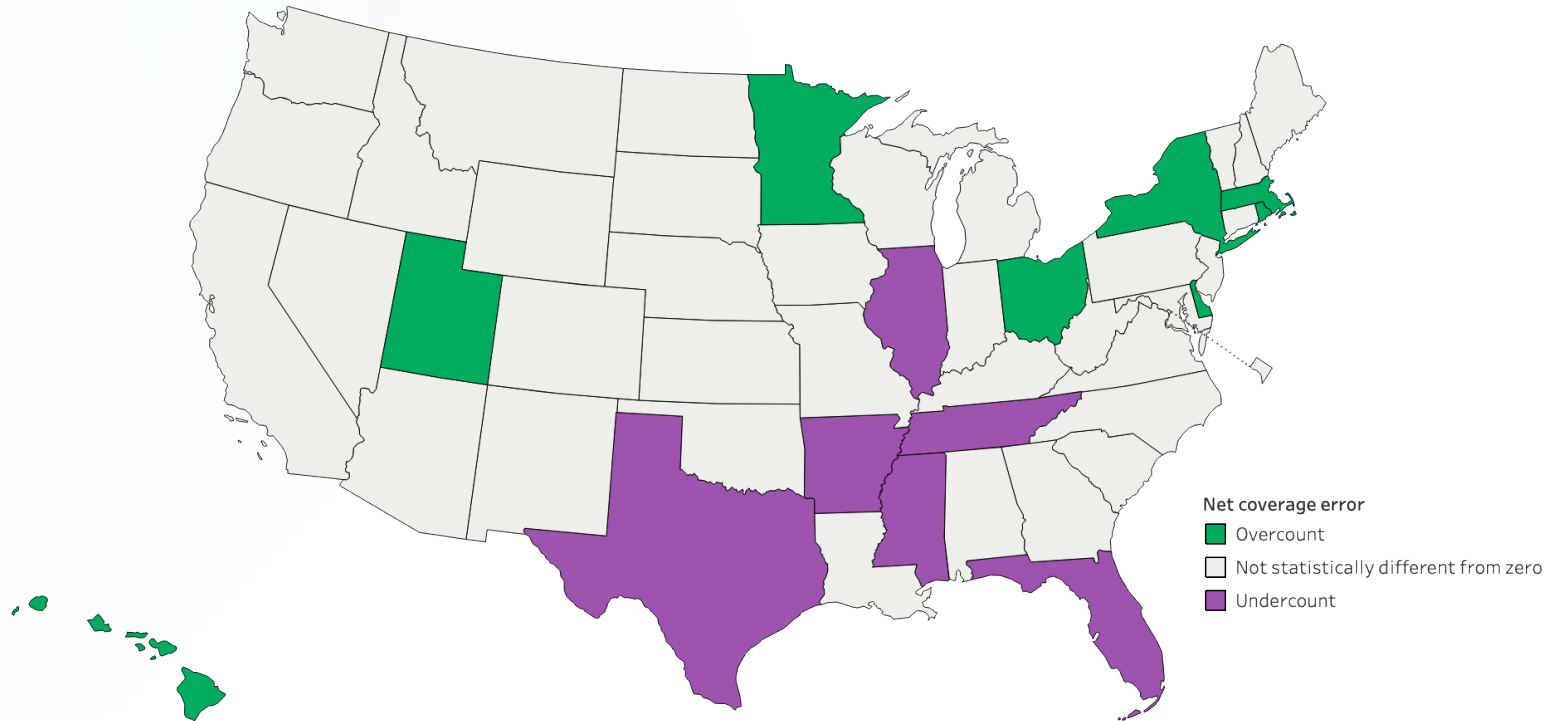 Net coverage error
Overcount
Not statistically different from zero
Undercount